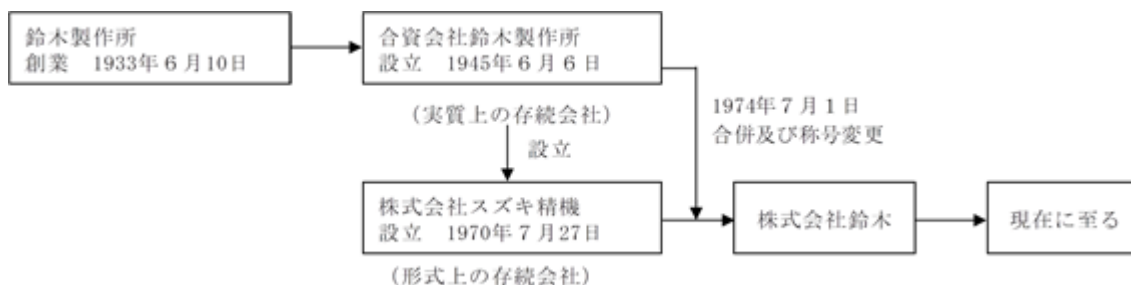 鈴木製作所
創業　1933年6月10日
合資会社鈴木製作所
設立　1945年6月6日
(実質上の存続会社)
設立
1974年7月1日
合併及び称号変更
株式会社スズキ精機
設立　1970年7月27日
(形式上の存続会社)
株式会社鈴木
現在に至る